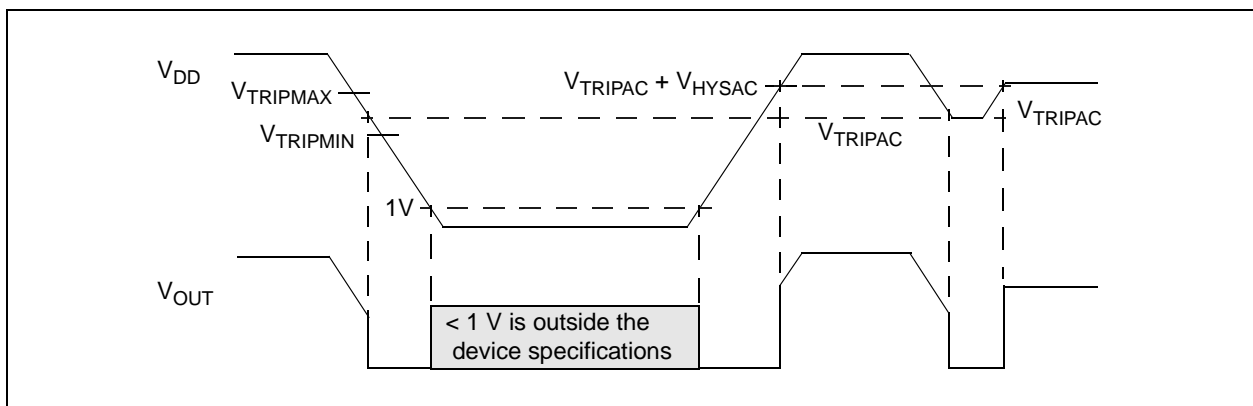 VDD
VTRIPMAX
VTRIPMIN
1V
VTRIPAC + VHYSAC
VTRIPAC
VTRIPAC
VOUT
< 1 V is outside the
device specifications